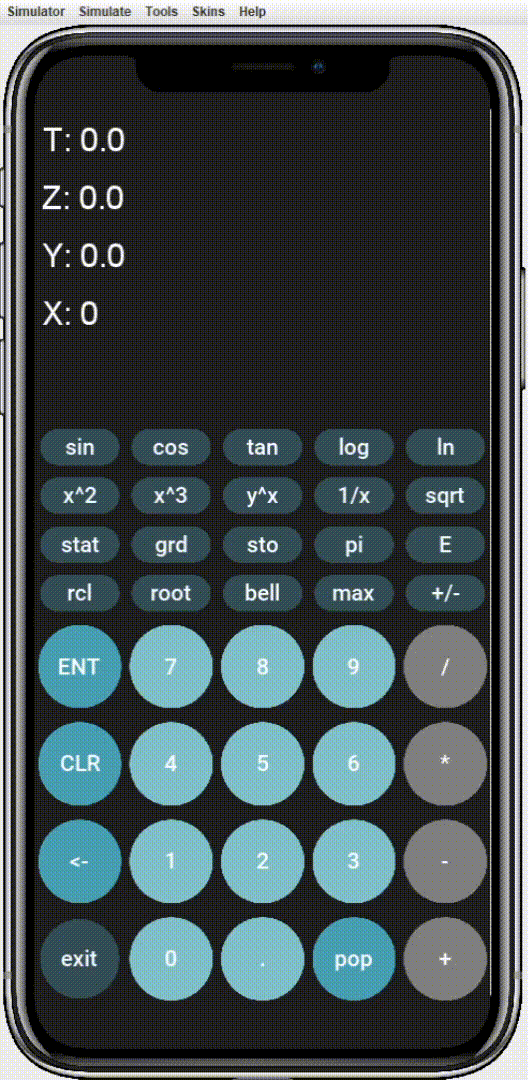 Simulator Simulate Tools Skins Help
T: 0.0
Z: 0.0
Y: 0.0
X: 0
sin cos tan log ln
x^2 x^3 y^x 1/x sqrt
stat grd sto pi E
rcl root bell max +/-
ENT 7 8 9 /
CLR 4 5 6 *
<- 1 2 3 -
exit 0 . pop +